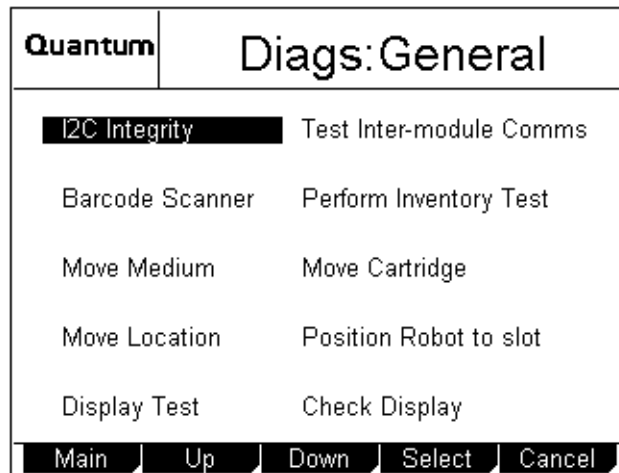 Quantum Diags:General
I2C Integrity Test Inter-module Comms
Barcode Scanner Perform Inventory Test
Move Medium Move Cartridge
Move Location Position Robot to slot
Display Test Check Display
Main Up Down Select Cancel